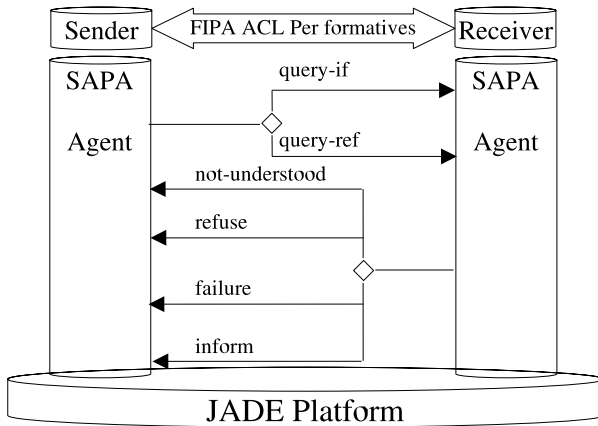 Sender
FIPA ACL Per formatives
Receiver
SAPA
Agent
SAPA
Agent
query-if
query-ref
not-understood
refuse
failure
inform
JADE Platform